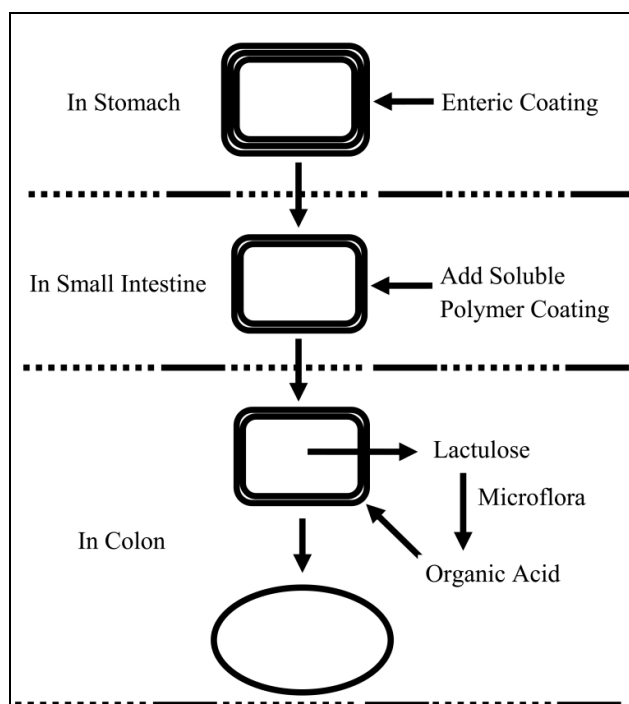 In Stomach
Enteric Coating
In Small Intestine
Add Soluble
Polymer Coating
Lactulose
Microflora
In Colon
Organic Acid